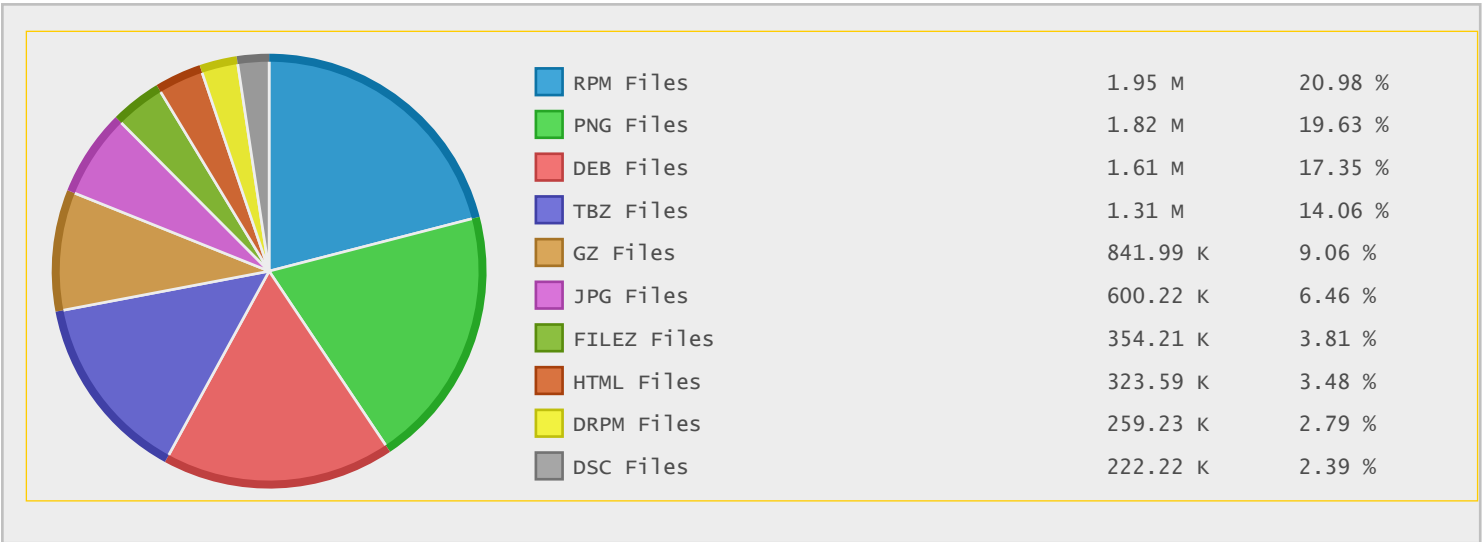 RPM Files 1.95 M 20.98 %
PNG Files 1.82 M 19.63 %
DEB Files 1.61 M 17.35 %
TBZ Files 1.31 M 14.06 %
GZ Files 841.99 K 9.06 %
JPG Files 600.22 K 6.46 %
FILEZ Files 354.21 K 3.81 %
HTML Files 323.59 K 3.48 %
DRPM Files 259.23 K 2.79 %
DSC Files 222.22 K 2.39 %